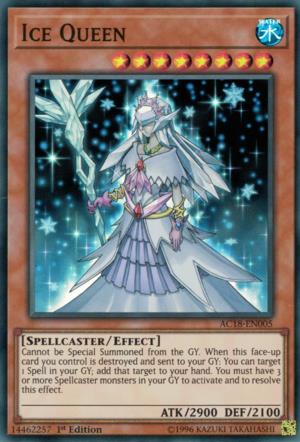 Ice Queen
WATER
水
AC18-EN005
[SPELLCASTER/EFFECT]
Cannot be Special Summoned from the GY. When this face-up
card you control is destroyed and sent to your GY: You can target
1 Spell in your GY; add that target to your hand. You must have 3
or more Spellcaster monsters in your GY to activate and to resolve
this effect.
ATK/2900 DEF/2100
14462257 1st Edition ©1996 KAZUKI TAKAHASHI